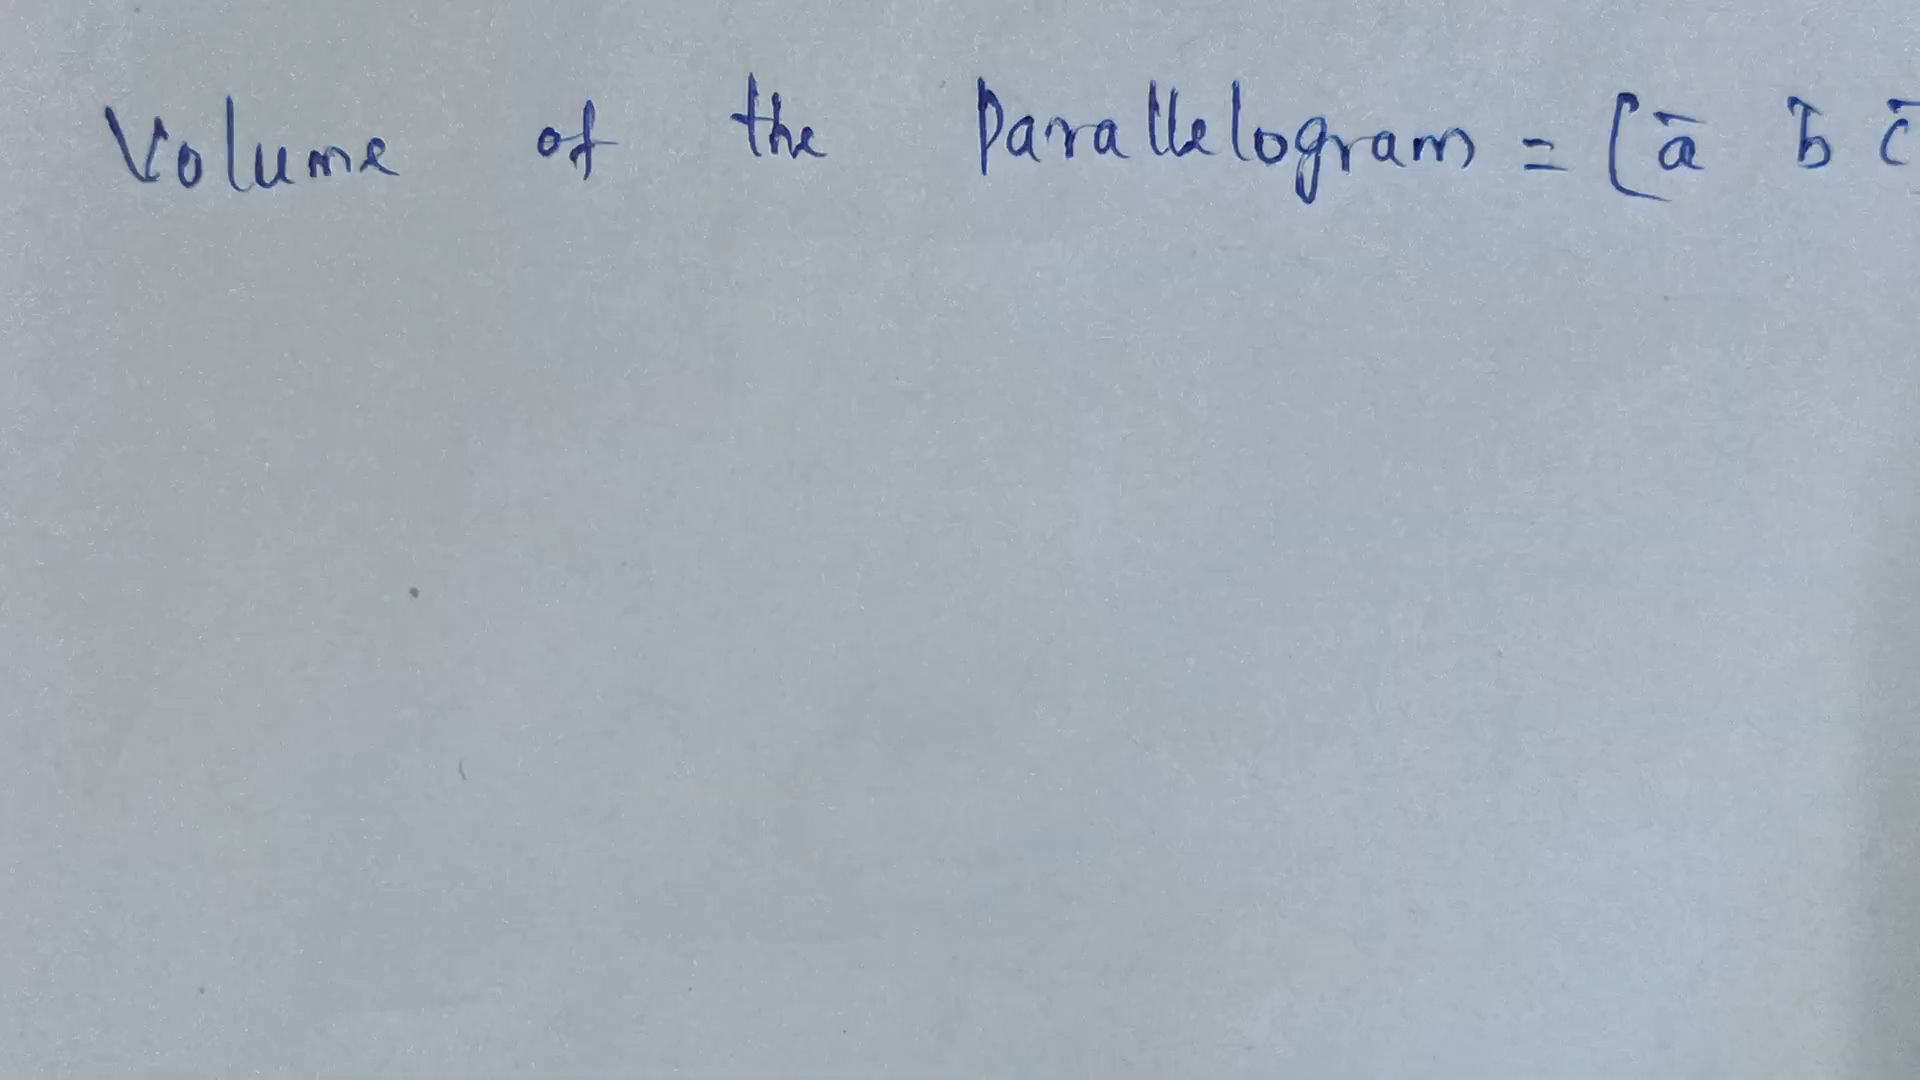 Volume of the Parallelogram = [a̅ b̅ c̅